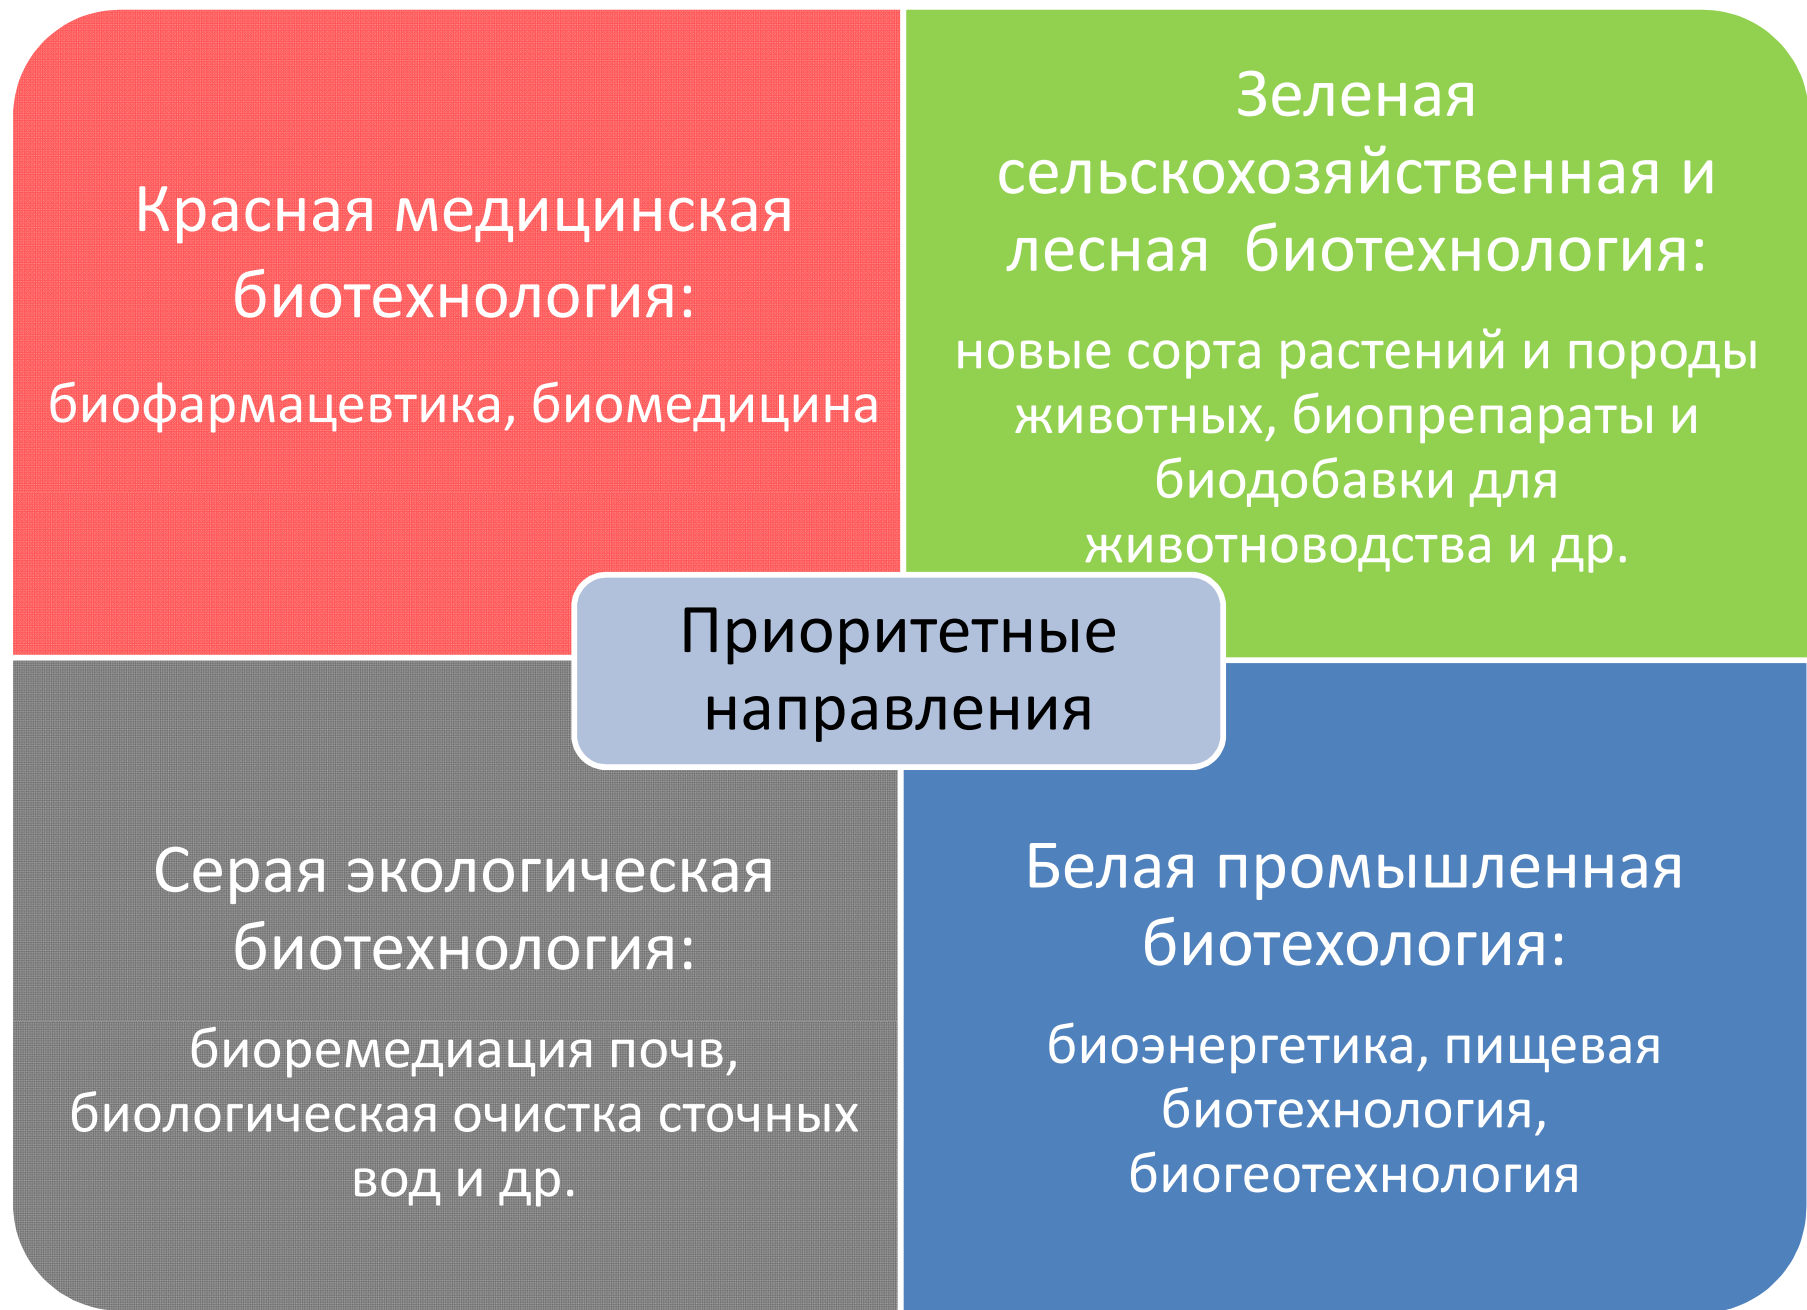 Красная медицинская
биотехнология:
биофармацевтика, биомедицина
Зеленая
сельскохозяйственная и
лесная  биотехнология:
новые сорта растений и породы
животных, биопрепараты и
биодобавки для
животноводства и др.
Приоритетные
направления
Серая экологическая
биотехнология:
биоремедиация почв,
биологическая очистка сточных
вод и др.
Белая промышленная
биотехология:
биоэнергетика, пищевая
биотехнология,
биогеотехнология